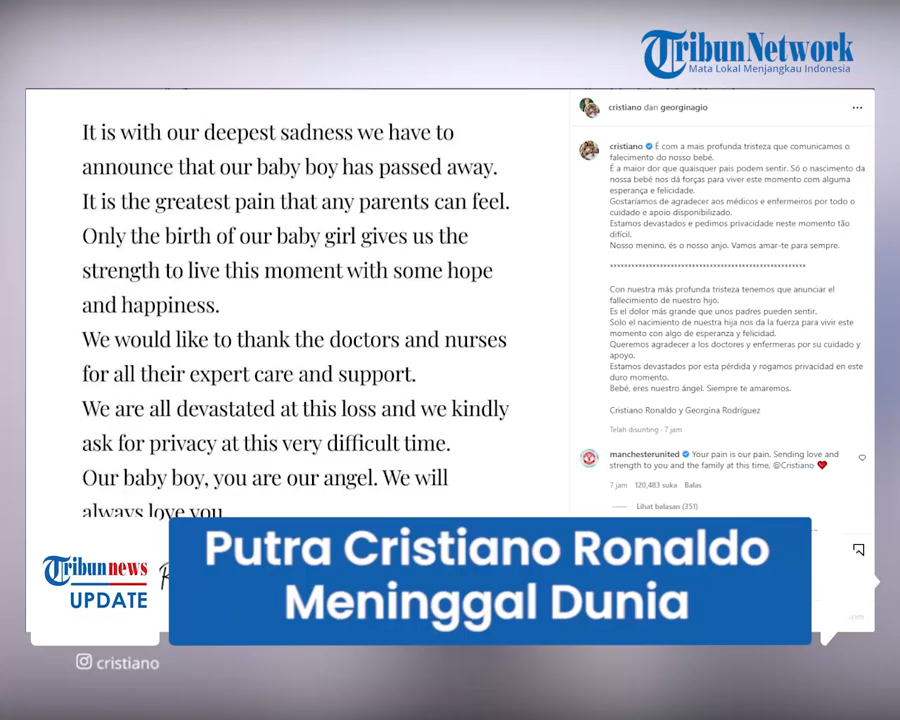 TribunNetwork
Mata Lokal Menjangkau Indonesia
It is with our deepest sadness we have to
announce that our baby boy has passed away.
It is the greatest pain that any parents can feel.
Only the birth of our baby girl gives us the
strength to live this moment with some hope
and happiness.
We would like to thank the doctors and nurses
for all their expert care and support.
We are all devastated at this loss and we kindly
ask for privacy at this very difficult time.
Our baby boy, you are our angel. We will
always love you
cristiano dan georginagio
cristiano É com a mais profunda tristeza que comunicamos o
falecimento do nosso bebé.
É a maior dor que quaisquer pais podem sentir. Só o nascimento da
nossa bebé nos dá forças para viver este momento com alguma
esperança e felicidade.
Gostaríamos de agradecer aos médicos e enfermeiros por todo o
cuidado e apoio disponibilizado.
Estamos devastados e pedimos privacidade neste momento tão
difícil.
Nosso menino, és o nosso anjo. Vamos amar-te para sempre.
******************************************************
Con nuestra más profunda tristeza tenemos que anunciar el
fallecimiento de nuestro hijo.
Es el dolor más grande que unos padres pueden sentir.
Solo el nacimiento de nuestra hija nos da la fuerza para vivir este
momento con algo de esperanza y felicidad.
Queremos agradecer a los doctores y enfermeras por su cuidado y
apoyo.
Estamos devastados por esta pérdida y rogamos privacidad en este
duro momento.
Bebé, eres nuestro ángel. Siempre te amaremos.
Cristiano Ronaldo y Georgina Rodríguez
Telah disunting · 7 jam
manchesterunited Your pain is our pain. Sending love and
strength to you and the family at this time, @Cristiano ❤
7 jam 120,483 suka Balas
Lihat balasan (351)
Tribunnews
UPDATE
Putra Cristiano Ronaldo
Meninggal Dunia
cristiano